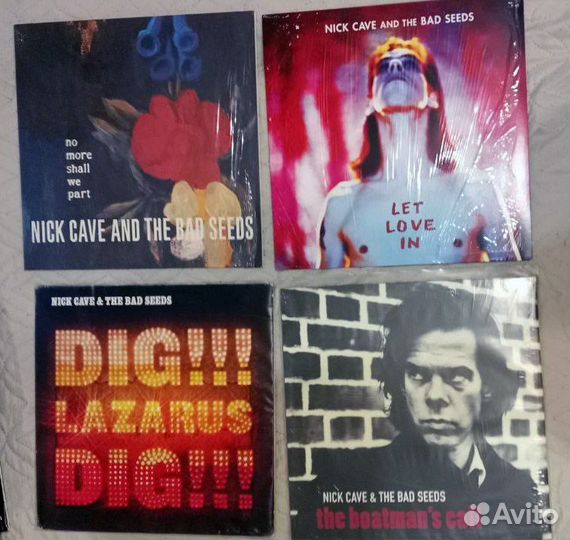 no
more
shall
we
part
NICK CAVE AND THE BAD SEEDS
NICK CAVE AND THE BAD SEEDS
LET
LOVE
IN
NICK CAVE & THE BAD SEEDS
DIG!!!
LAZARUS
DIG!!!
NICK CAVE & THE BAD SEEDS
the boatman's call
Avito